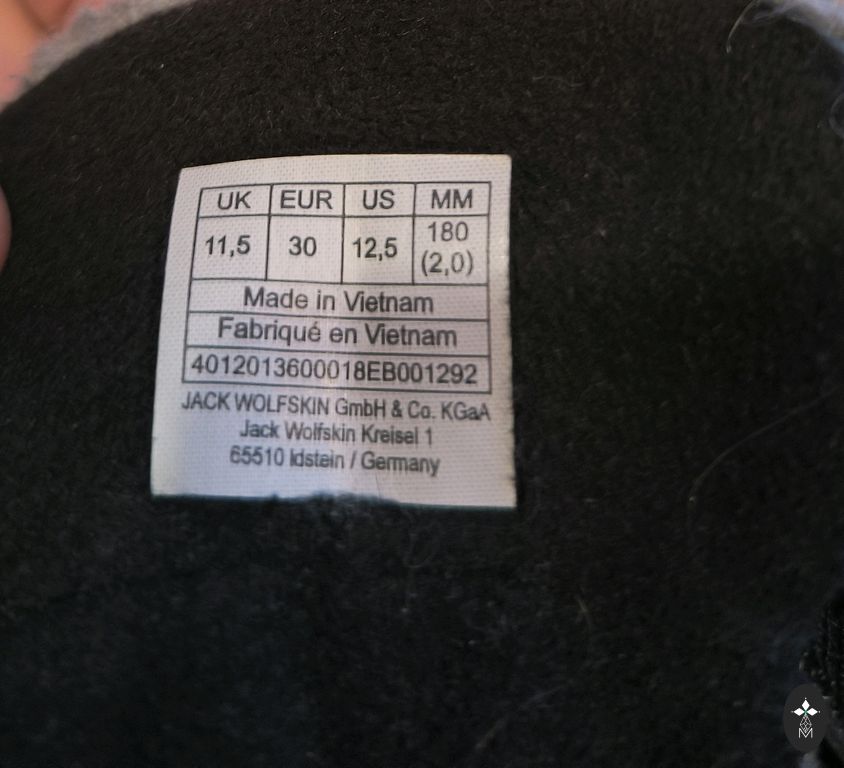 UK EUR US MM
11,5 30 12,5 180 (2,0)
Made in Vietnam
Fabriqué en Vietnam
4012013600018EB001292
JACK WOLFSKIN GmbH & Co. KGaA
Jack Wolfskin Kreisel 1
65510 Idstein / Germany
M